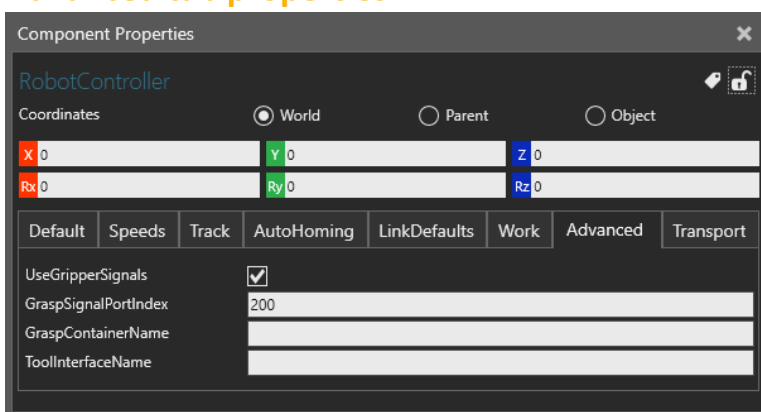 Component Properties
RobotController
Coordinates World Parent Object
X 0 Y 0 Z 0
Rx 0 Ry 0 Rz 0
Default Speeds Track AutoHoming LinkDefaults Work Advanced Transport
UseGripperSignals
GraspSignalPortIndex 200
GraspContainerName
ToolInterfaceName